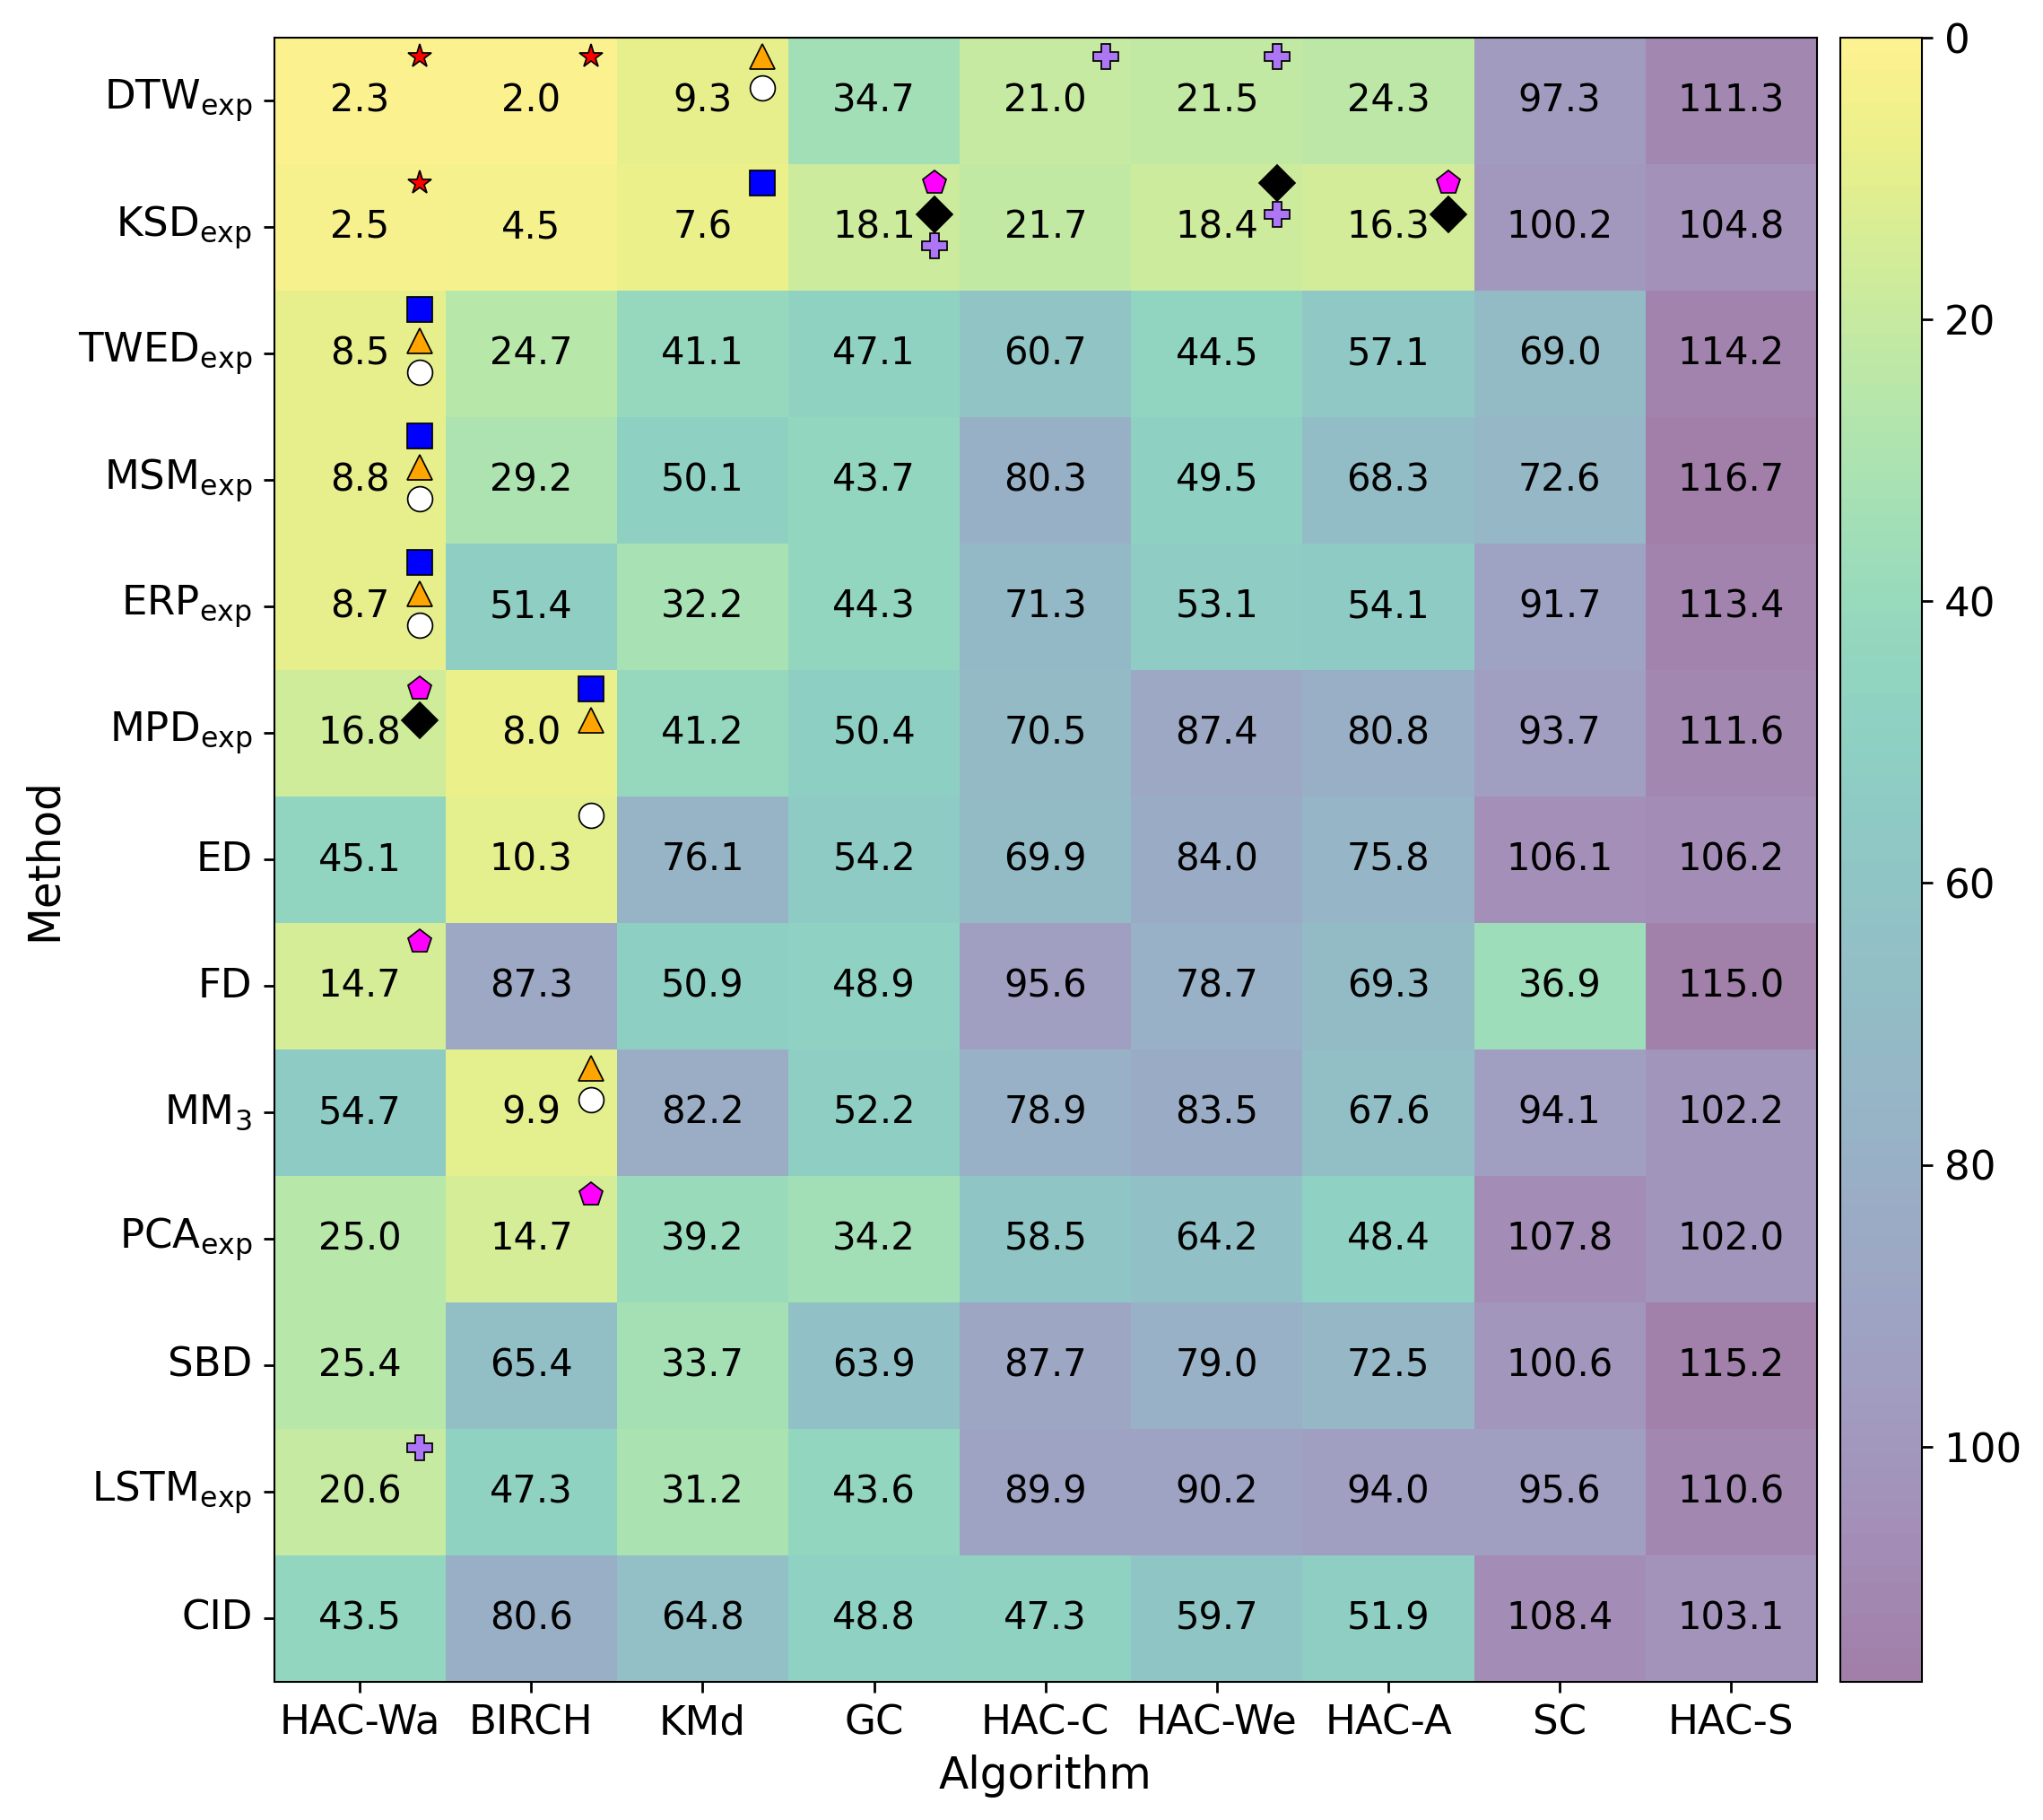 DTWexp 2.3 2.0 9.3 34.7 21.0 21.5 24.3 97.3 111.3
KSDexp 2.5 4.5 7.6 18.1 21.7 18.4 16.3 100.2 104.8
TWEDexp 8.5 24.7 41.1 47.1 60.7 44.5 57.1 69.0 114.2
MSMexp 8.8 29.2 50.1 43.7 80.3 49.5 68.3 72.6 116.7
ERPexp 8.7 51.4 32.2 44.3 71.3 53.1 54.1 91.7 113.4
MPDexp 16.8 8.0 41.2 50.4 70.5 87.4 80.8 93.7 111.6
ED 45.1 10.3 76.1 54.2 69.9 84.0 75.8 106.1 106.2
FD 14.7 87.3 50.9 48.9 95.6 78.7 69.3 36.9 115.0
MM3 54.7 9.9 82.2 52.2 78.9 83.5 67.6 94.1 102.2
PCAexp 25.0 14.7 39.2 34.2 58.5 64.2 48.4 107.8 102.0
SBD 25.4 65.4 33.7 63.9 87.7 79.0 72.5 100.6 115.2
LSTMexp 20.6 47.3 31.2 43.6 89.9 90.2 94.0 95.6 110.6
CID 43.5 80.6 64.8 48.8 47.3 59.7 51.9 108.4 103.1
HAC-Wa BIRCH KMd GC HAC-C HAC-We HAC-A SC HAC-S
Algorithm
Method
0
20
40
60
80
100